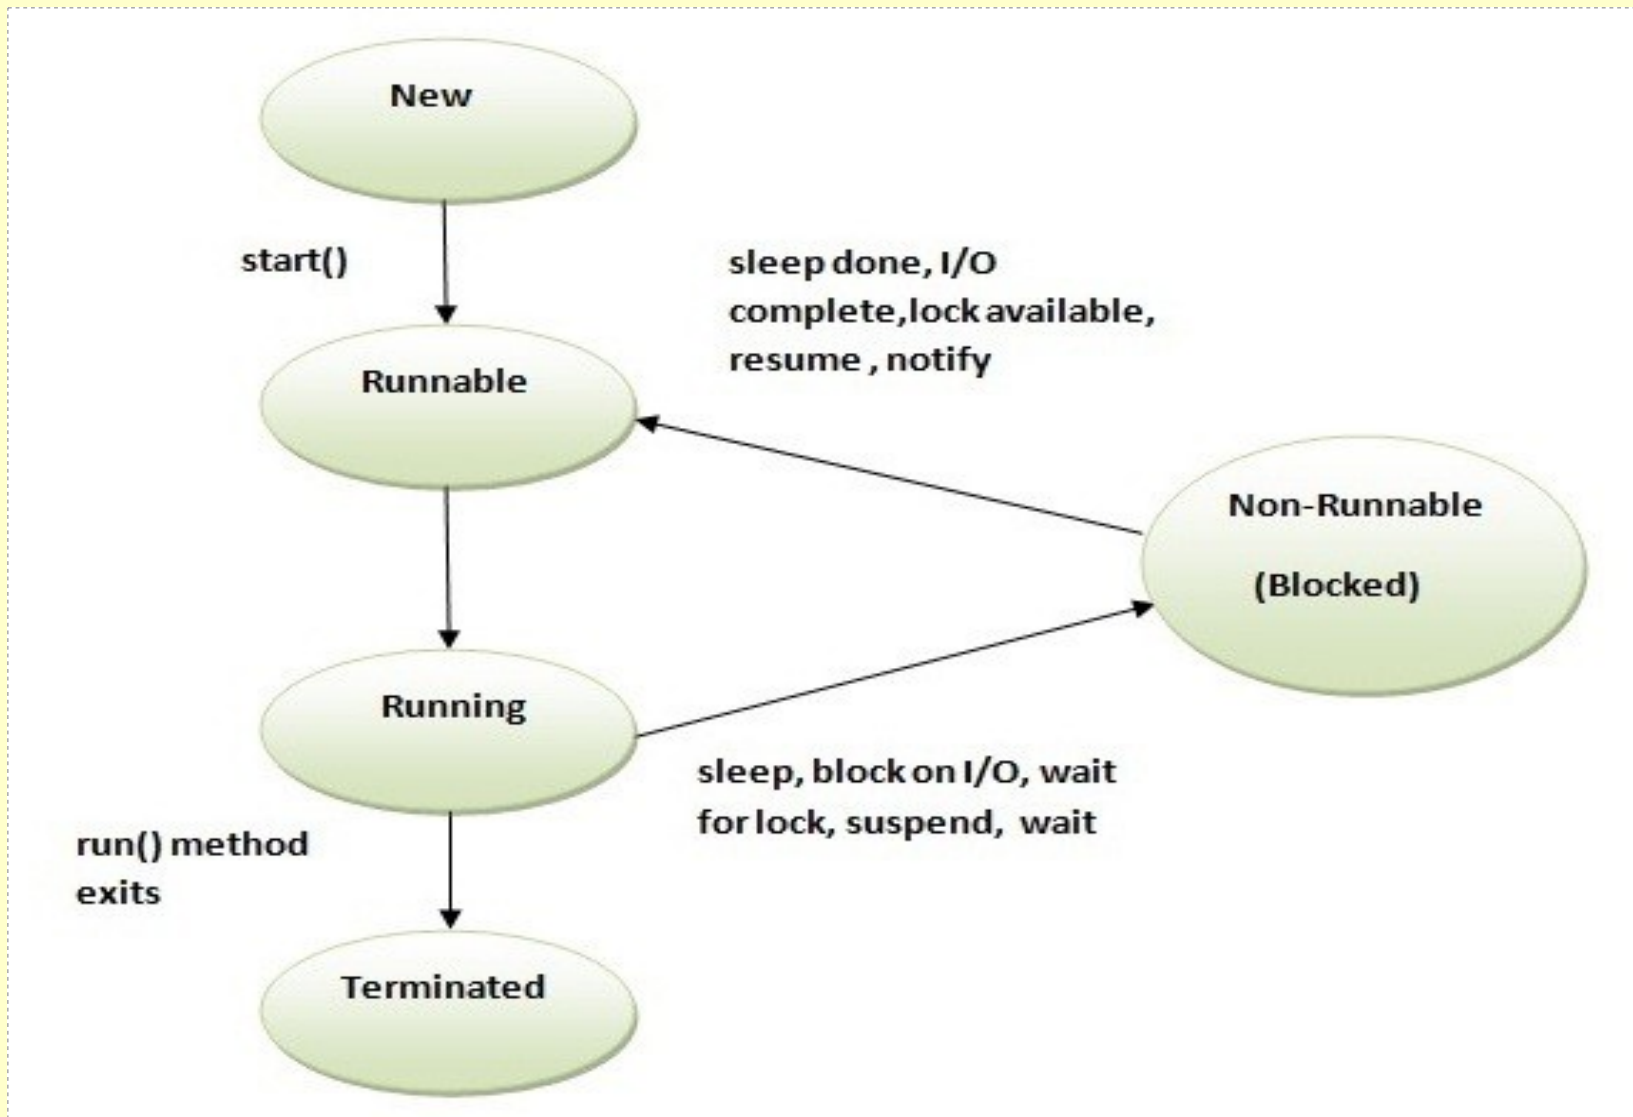 New
start()
sleep done, I/O
complete,lock available,
resume , notify
Runnable
Non-Runnable
(Blocked)
Running
sleep, block on I/O, wait
for lock, suspend, wait
run() method
exits
Terminated